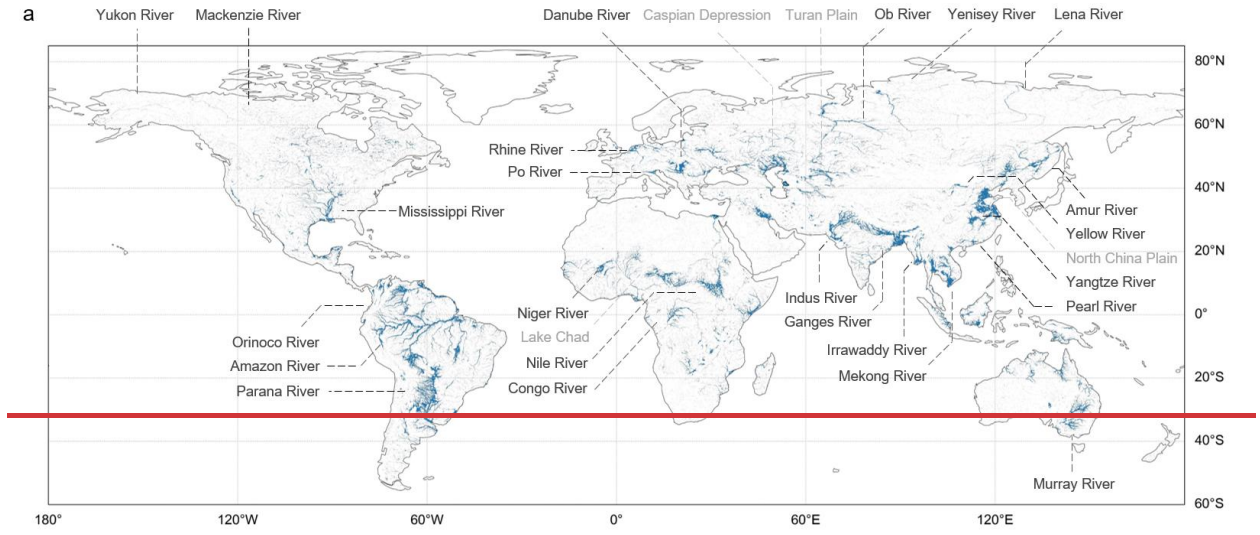 a
Yukon River
Mackenzie River
Danube River
Caspian Depression
Turan Plain
Ob River
Yenisey River
Lena River
80°N
60°N
Rhine River
Po River
40°N
Mississippi River
Amur River
Yellow River
20°N
North China Plain
Yangtze River
Indus River
Pearl River
Niger River
0°
Ganges River
Lake Chad
Orinoco River
Irrawaddy River
Nile River
Amazon River
Mekong River
20°S
Congo River
Parana River
40°S
Murray River
60°S
180°
120°W
60°W
0°
60°E
120°E